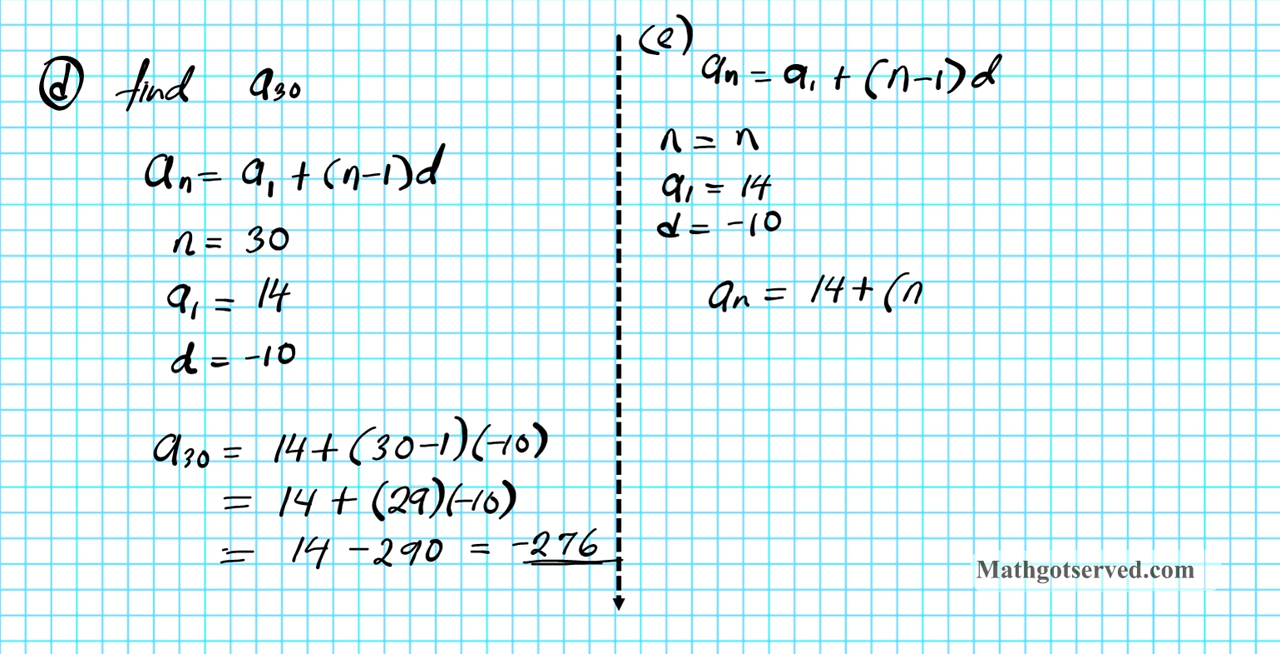 (d) find a₃₀
aₙ = a₁ + (n-1)d
n = 30
a₁ = 14
d = -10
a₃₀ = 14 + (30-1)(-10)
= 14 + (29)(-10)
= 14 - 290 = -276
(e)
aₙ = a₁ + (n-1)d
n = n
a₁ = 14
d = -10
aₙ = 14 + (n
Mathgotserved.com